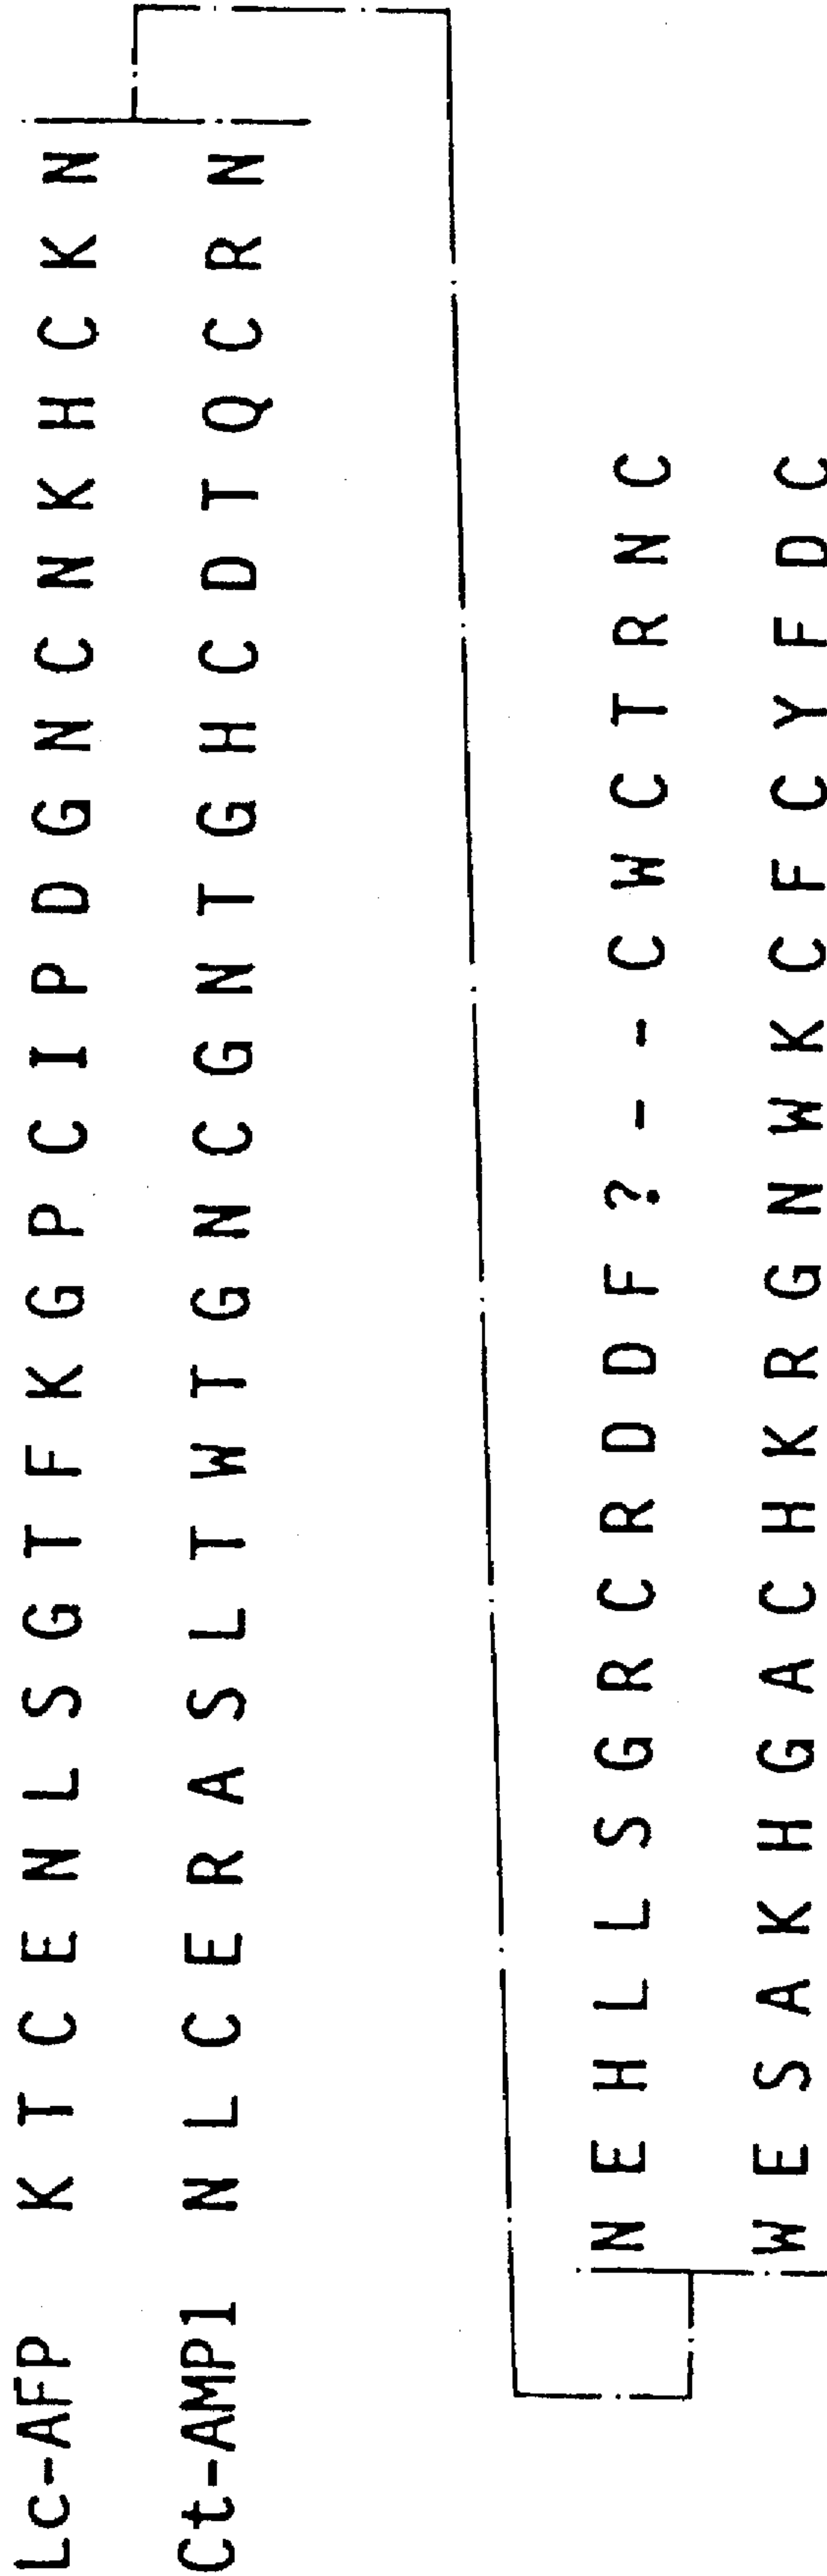 Lc-AFP K T C E N L S G T F K G P C I P D G N C N K H C K N
Ct-AMP1 N L C E R A S L T W T G N C G N T G H C D T Q C R N
N E H L L S G R C R D D F ? - - C W C T R N C
W E S A K H G A C H K R G N W K C F C Y F D C